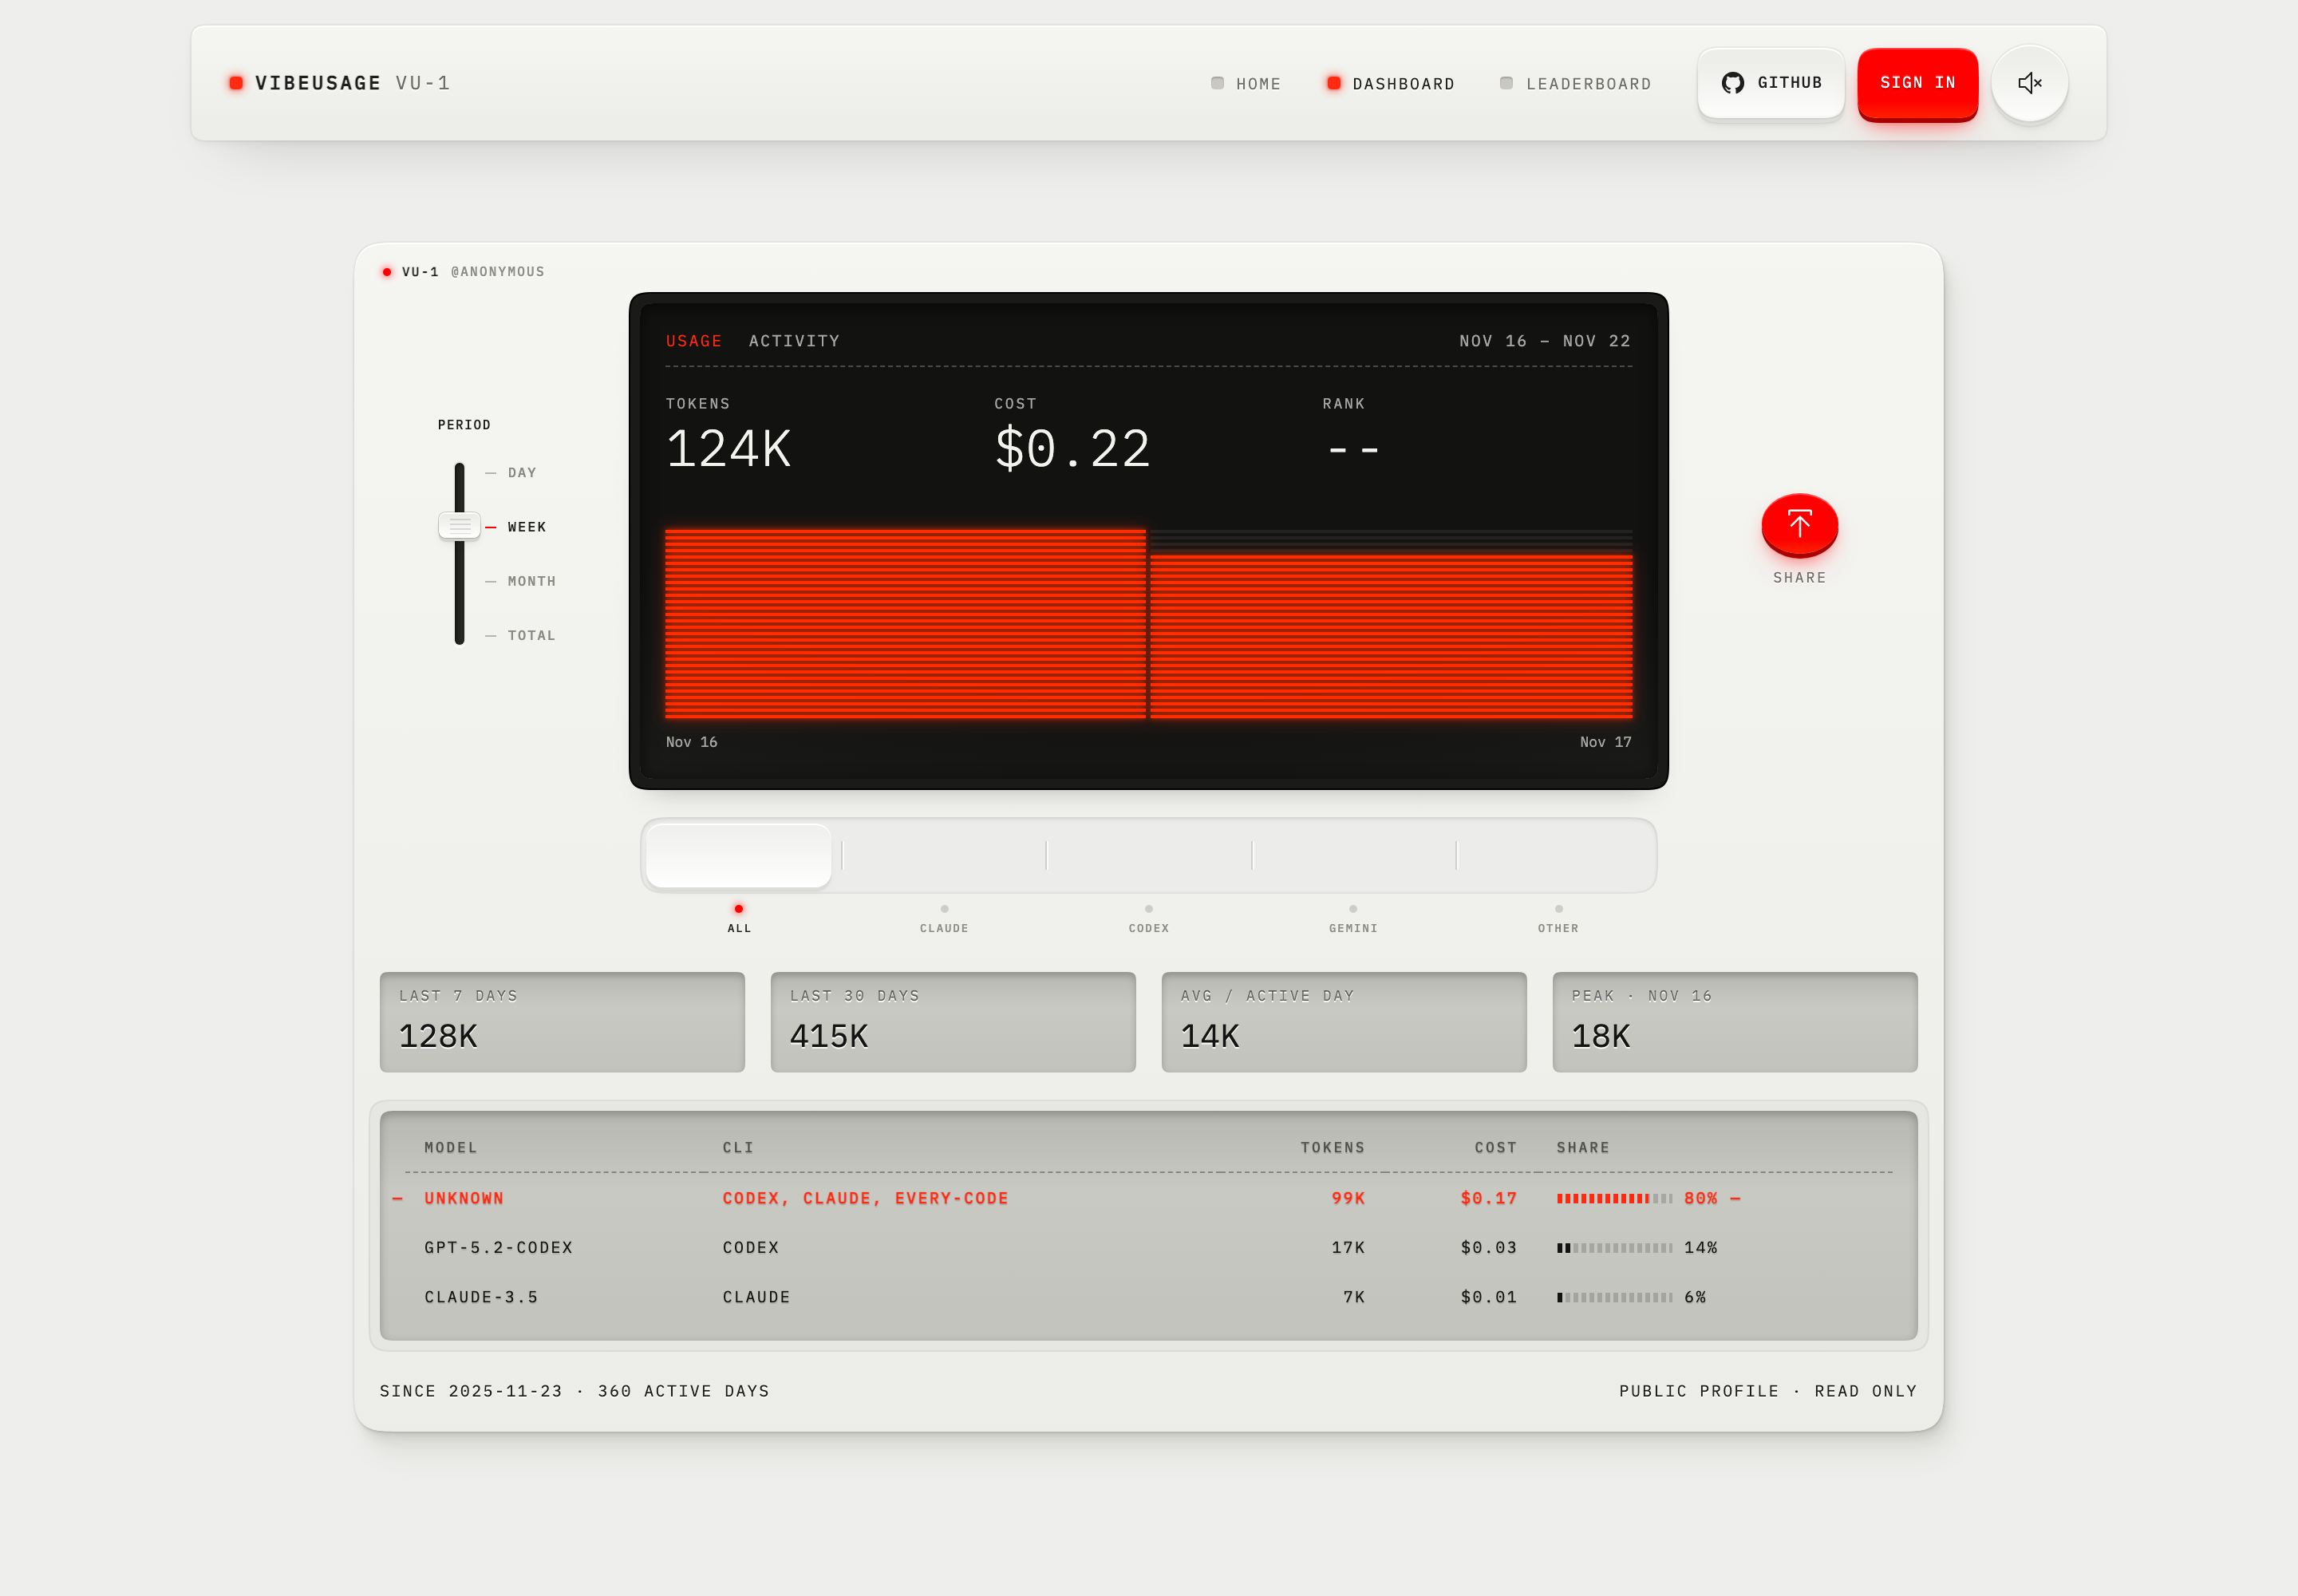 VIBEUSAGE VU-1
HOME
DASHBOARD
LEADERBOARD
GITHUB
SIGN IN
VU-1 @ANONYMOUS
USAGE ACTIVITY NOV 16 – NOV 22
TOKENS COST RANK
124K $0.22 --
PERIOD
— DAY
— WEEK
— MONTH
— TOTAL
SHARE
Nov 16 Nov 17
ALL CLAUDE CODEX GEMINI OTHER
LAST 7 DAYS
128K
LAST 30 DAYS
415K
AVG / ACTIVE DAY
14K
PEAK · NOV 16
18K
MODEL CLI TOKENS COST SHARE
— UNKNOWN CODEX, CLAUDE, EVERY-CODE 99K $0.17 80% —
GPT-5.2-CODEX CODEX 17K $0.03 14%
CLAUDE-3.5 CLAUDE 7K $0.01 6%
SINCE 2025-11-23 · 360 ACTIVE DAYS PUBLIC PROFILE · READ ONLY